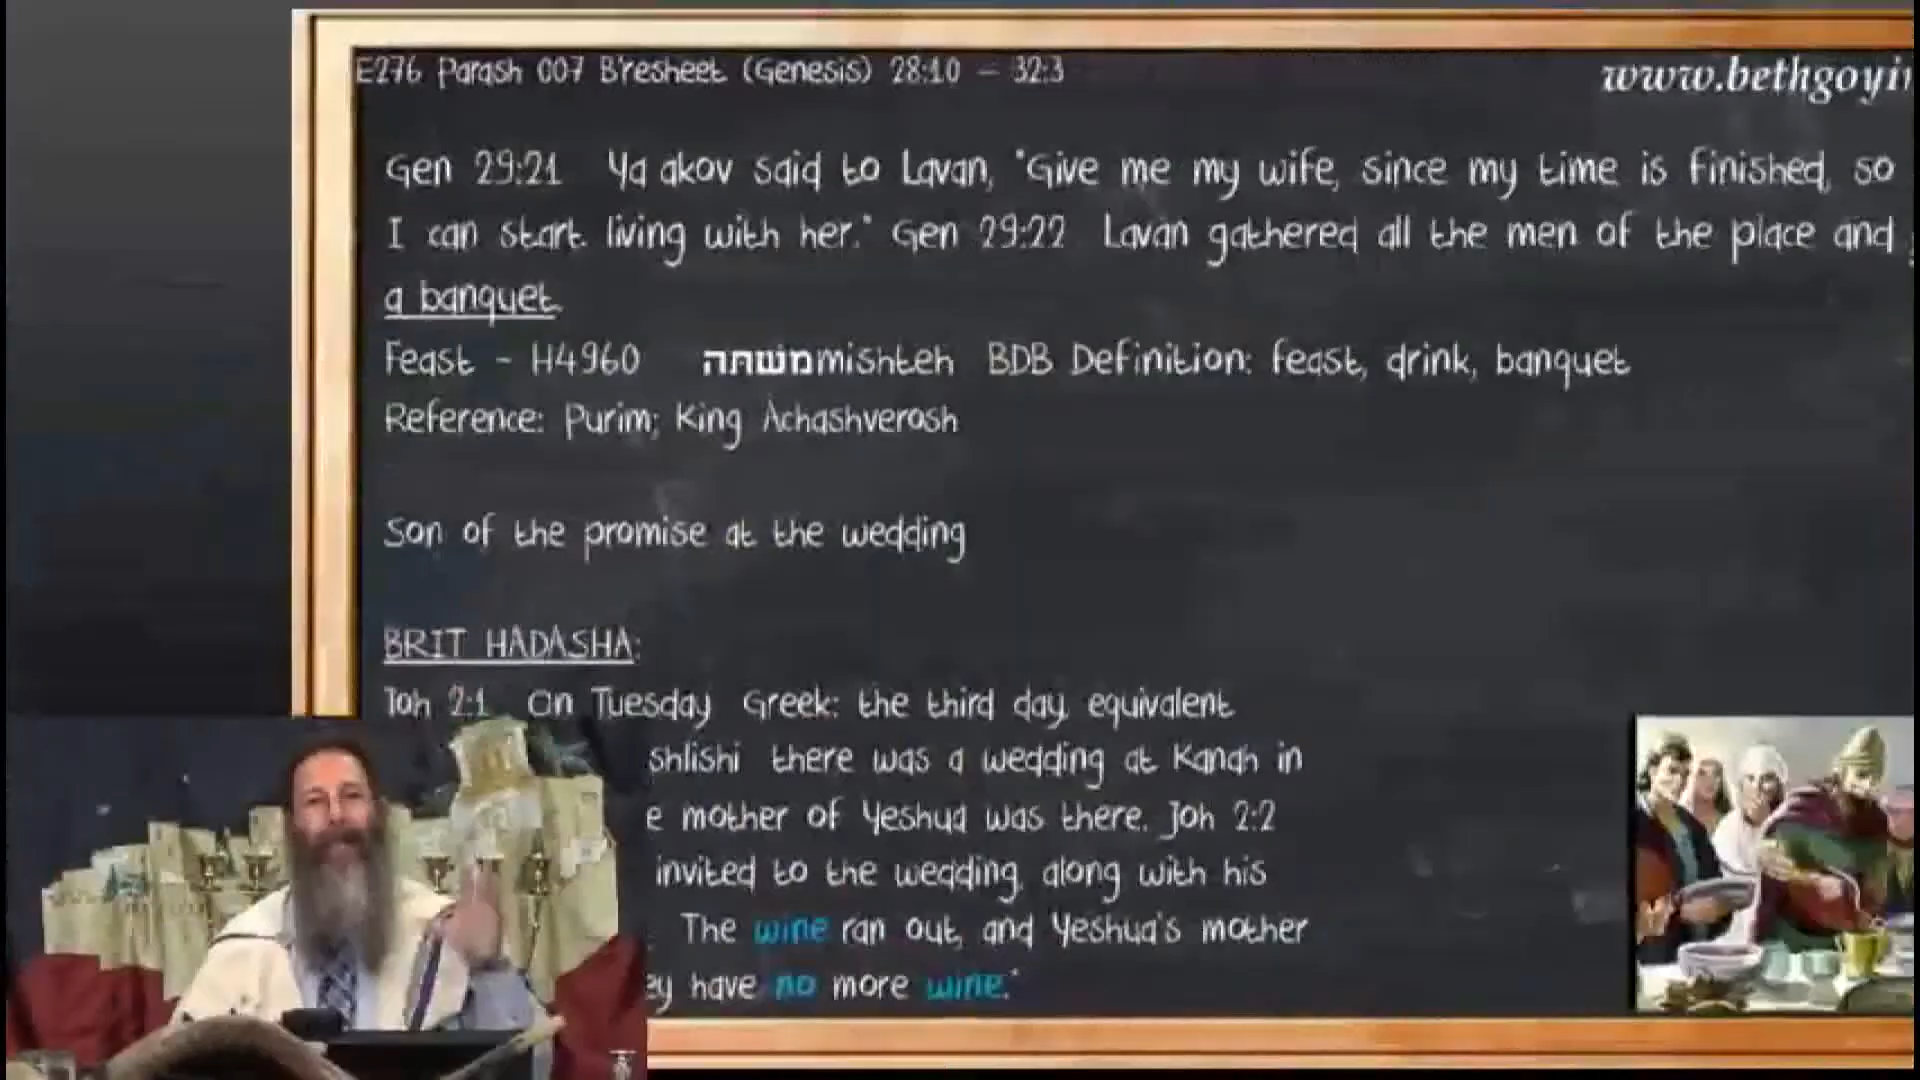 E276 Parash 007 B'resheet (Genesis) 28:10 – 32:3
www.bethgoyi
Gen 29:21 Ya akov said to Lavan, "Give me my wife, since my time is finished, so
I can start living with her." Gen 29:22 Lavan gathered all the men of the place and
a banquet.
Feast - H4960 משׁתּה mishteh BDB Definition: feast, drink, banquet
Reference: Purim; King Achashverosh
Son of the promise at the wedding
BRIT HADASHA:
Joh 2:1 On Tuesday Greek: the third day, equivalent
shlishi there was a wedding at Kanah in
e mother of Yeshua was there. Joh 2:2
invited to the wedding, along with his
The wine ran out, and Yeshua's mother
ey have no more wine."